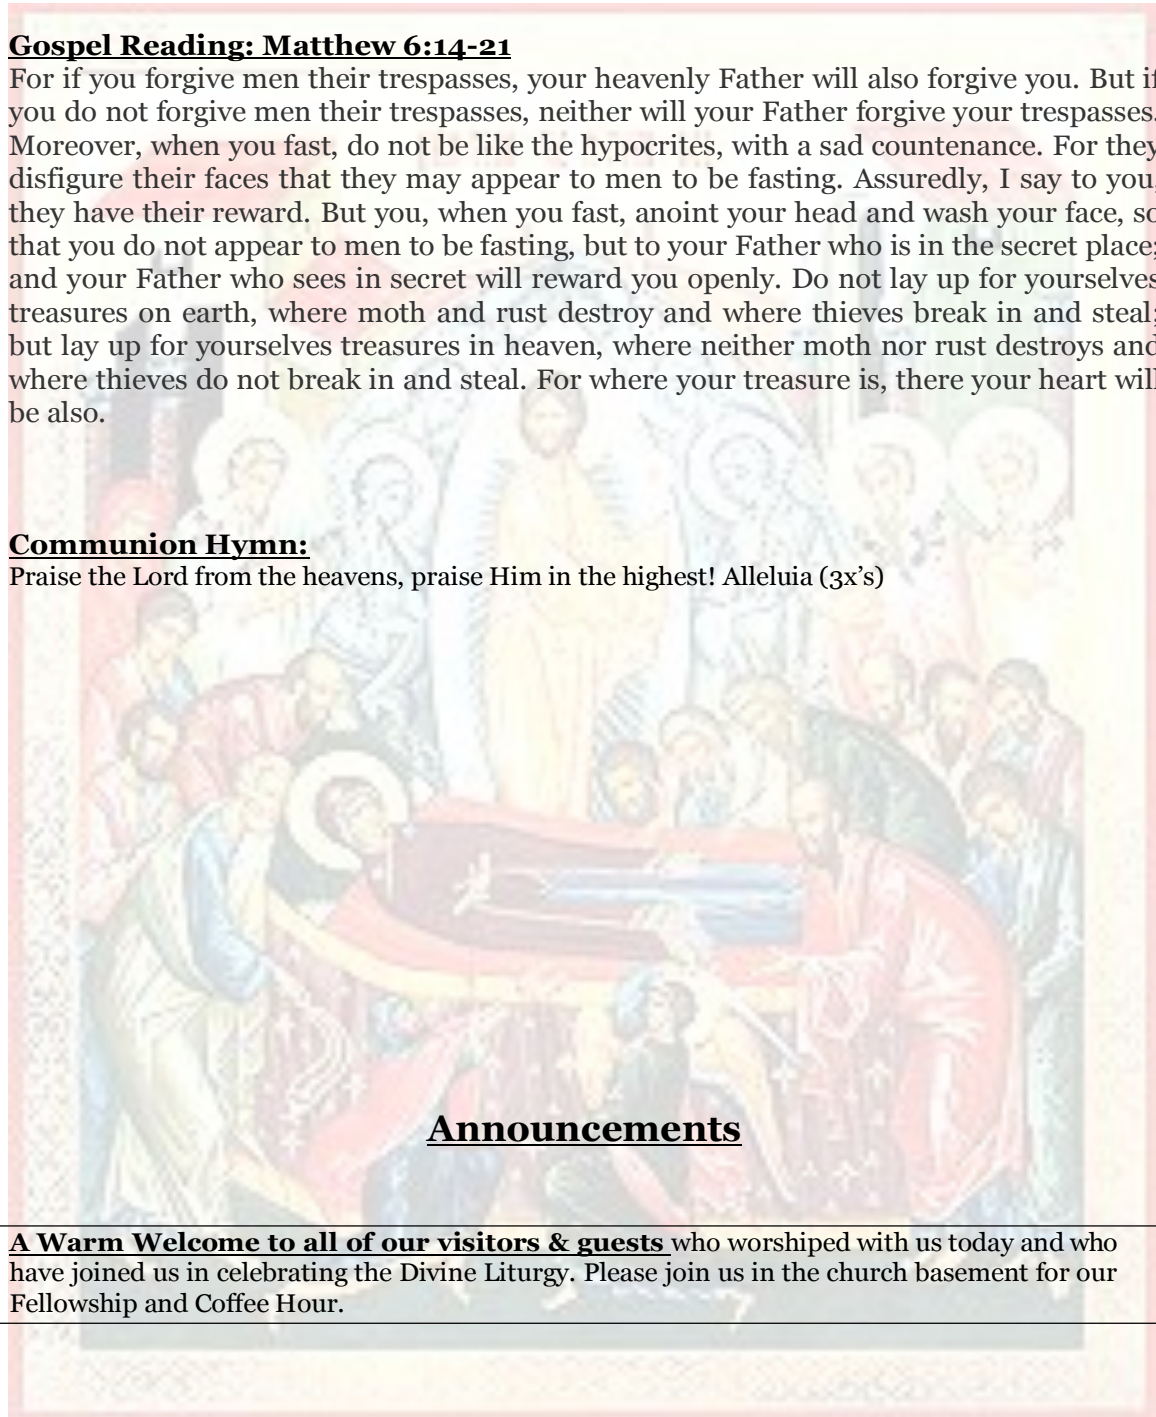 Gospel Reading: Matthew 6:14-21
For if you forgive men their trespasses, your heavenly Father will also forgive you. But if
you do not forgive men their trespasses, neither will your Father forgive your trespasses.
Moreover, when you fast, do not be like the hypocrites, with a sad countenance. For they
disfigure their faces that they may appear to men to be fasting. Assuredly, I say to you,
they have their reward. But you, when you fast, anoint your head and wash your face, so
that you do not appear to men to be fasting, but to your Father who is in the secret place;
and your Father who sees in secret will reward you openly. Do not lay up for yourselves
treasures on earth, where moth and rust destroy and where thieves break in and steal;
but lay up for yourselves treasures in heaven, where neither moth nor rust destroys and
where thieves do not break in and steal. For where your treasure is, there your heart will
be also.
Communion Hymn:
Praise the Lord from the heavens, praise Him in the highest! Alleluia (3x’s)
Announcements
A Warm Welcome to all of our visitors & guests who worshiped with us today and who
have joined us in celebrating the Divine Liturgy. Please join us in the church basement for our
Fellowship and Coffee Hour.